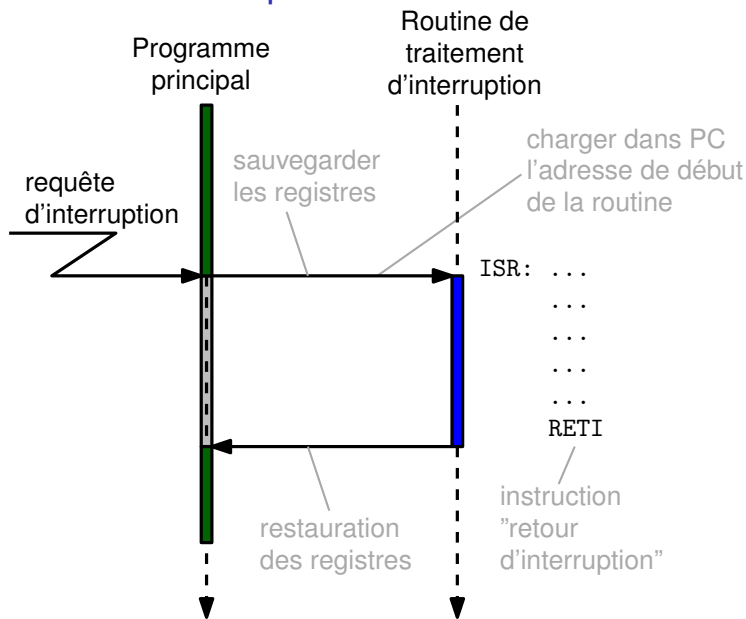 Programme
principal
Routine de
traitement
d'interruption
requête
d'interruption
sauvegarder
les registres
charger dans PC
l'adresse de début
de la routine
ISR: ...
...
...
...
...
RETI
restauration
des registres
instruction
"retour
d'interruption"